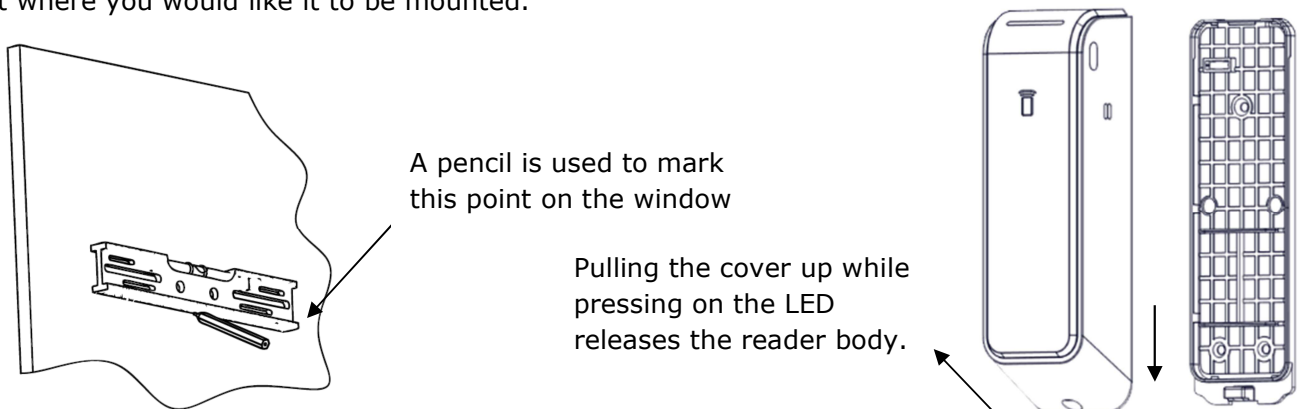 where you would like it to be mounted.
A pencil is used to mark
this point on the window
Pulling the cover up while
pressing on the LED
releases the reader body.